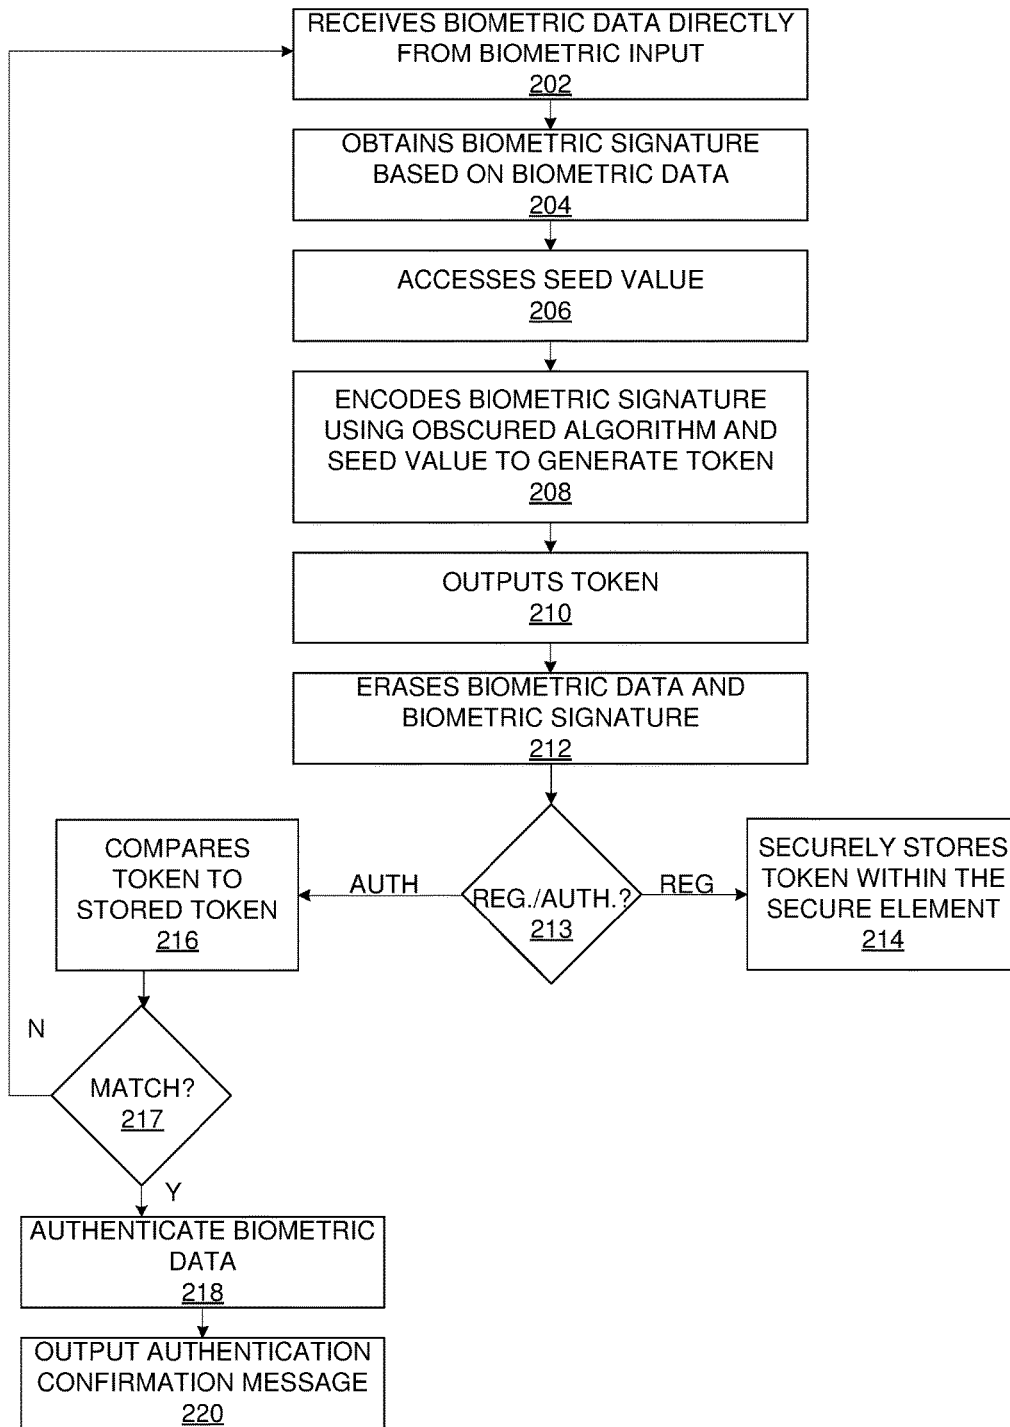 RECEIVES BIOMETRIC DATA DIRECTLY
FROM BIOMETRIC INPUT
202
OBTAINS BIOMETRIC SIGNATURE
BASED ON BIOMETRIC DATA
204
ACCESSES SEED VALUE
206
ENCODES BIOMETRIC SIGNATURE
USING OBSCURED ALGORITHM AND
SEED VALUE TO GENERATE TOKEN
208
OUTPUTS TOKEN
210
ERASES BIOMETRIC DATA AND
BIOMETRIC SIGNATURE
212
REG./AUTH.?
213
REG
SECURELY STORES
TOKEN WITHIN THE
SECURE ELEMENT
214
AUTH
COMPARES
TOKEN TO
STORED TOKEN
216
MATCH?
217
N
Y
AUTHENTICATE BIOMETRIC
DATA
218
OUTPUT AUTHENTICATION
CONFIRMATION MESSAGE
220